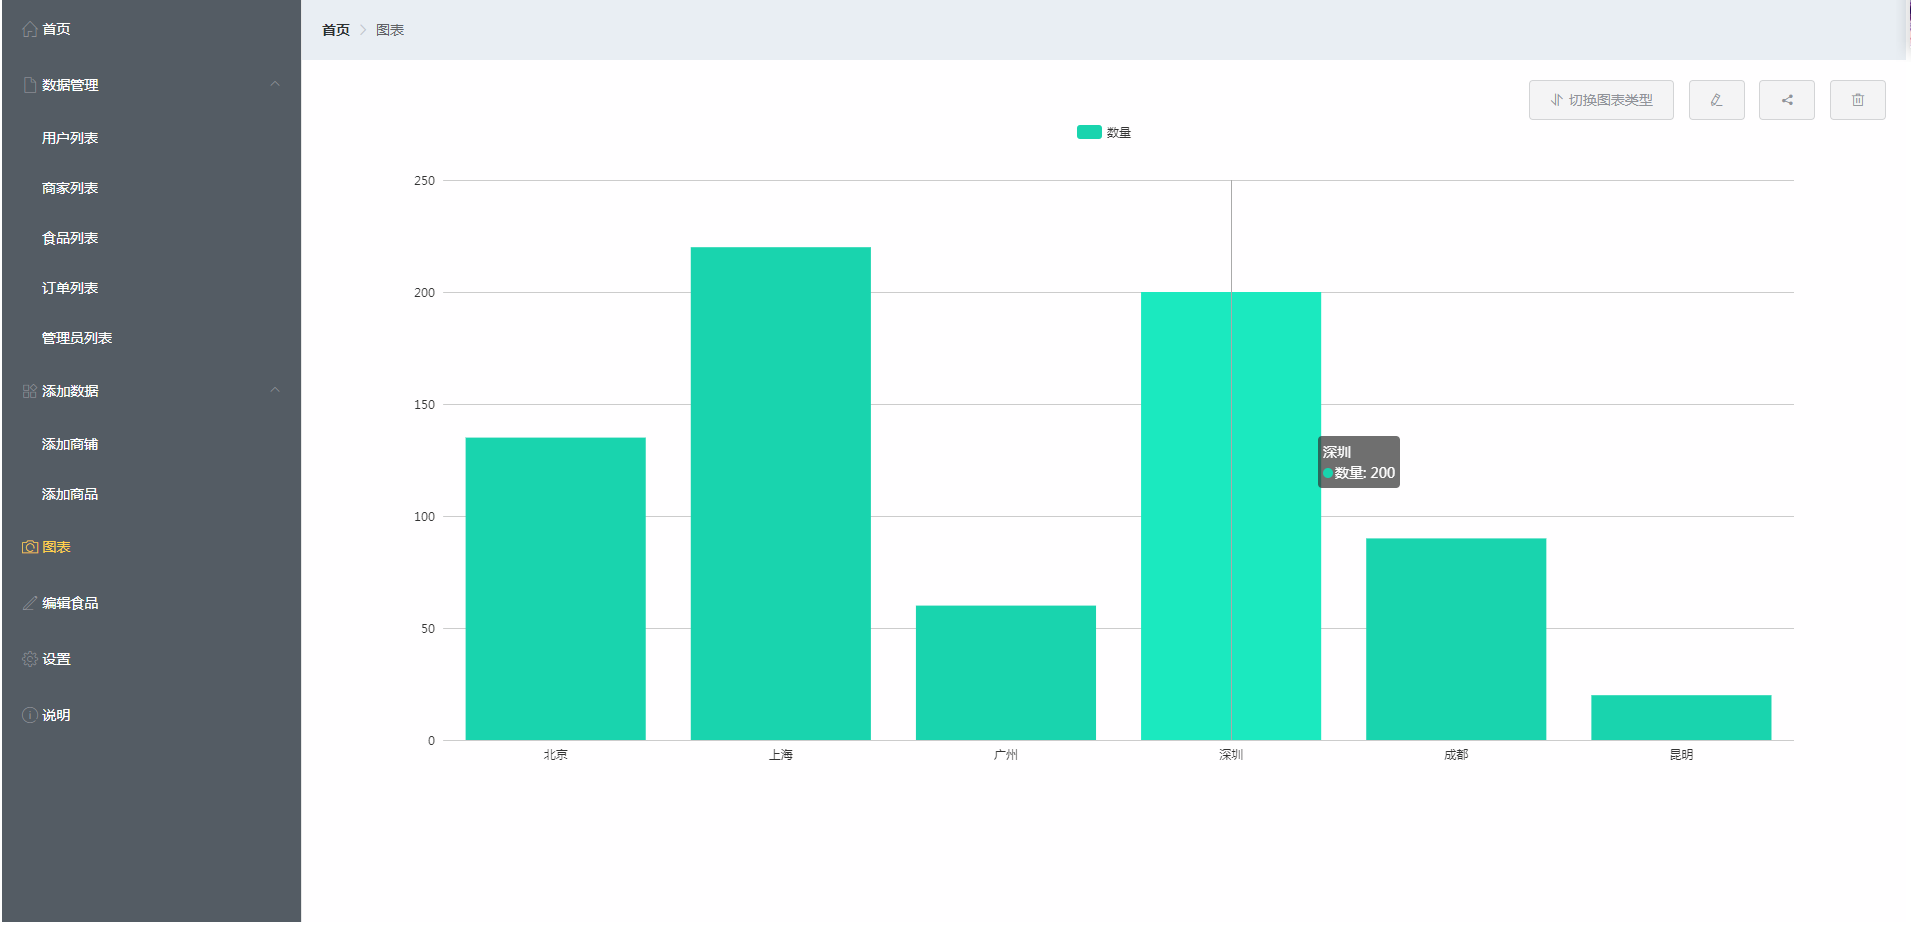 首页
数据管理
用户列表
商家列表
食品列表
订单列表
管理员列表
添加数据
添加商铺
添加商品
图表
编辑食品
设置
说明
首页 图表
切换图表类型
数量
250
200
150
100
50
0
深圳
数量: 200
北京 上海 广州 深圳 成都 昆明